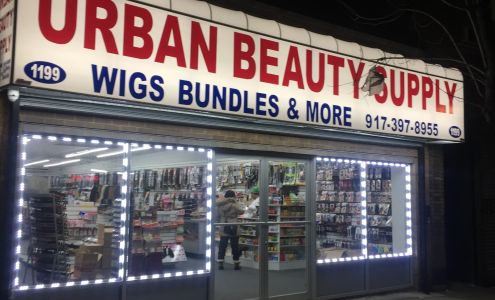 URBAN BEAUTY SUPPLY
1199
WIGS BUNDLES & MORE
917-397-8955